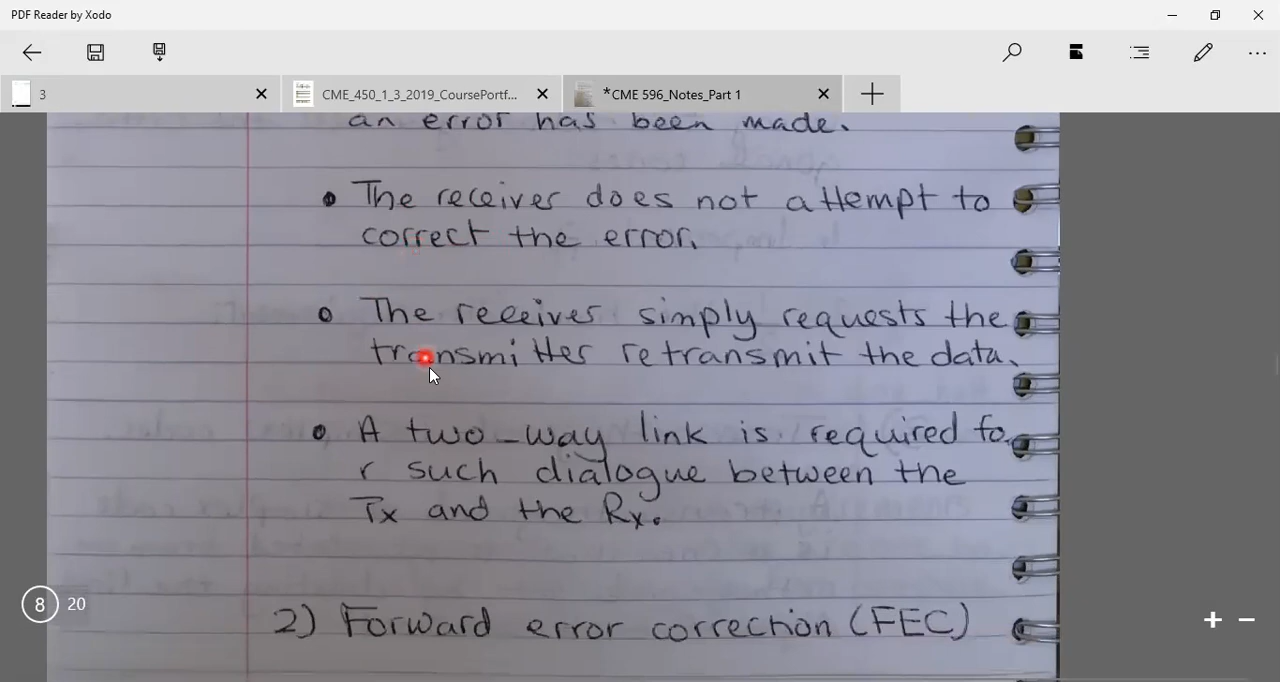 PDF Reader by Xodo
3
CME_450_1_3_2019_CoursePortf...
*CME 596_Notes_Part 1
an error has been made.
• The receiver does not attempt to
correct the error.
• The receiver simply requests the
transmitter retransmit the data.
• A two-way link is required fo
r such dialogue between the
Tx and the Rx.
8 20
2) Forward error correction (FEC)